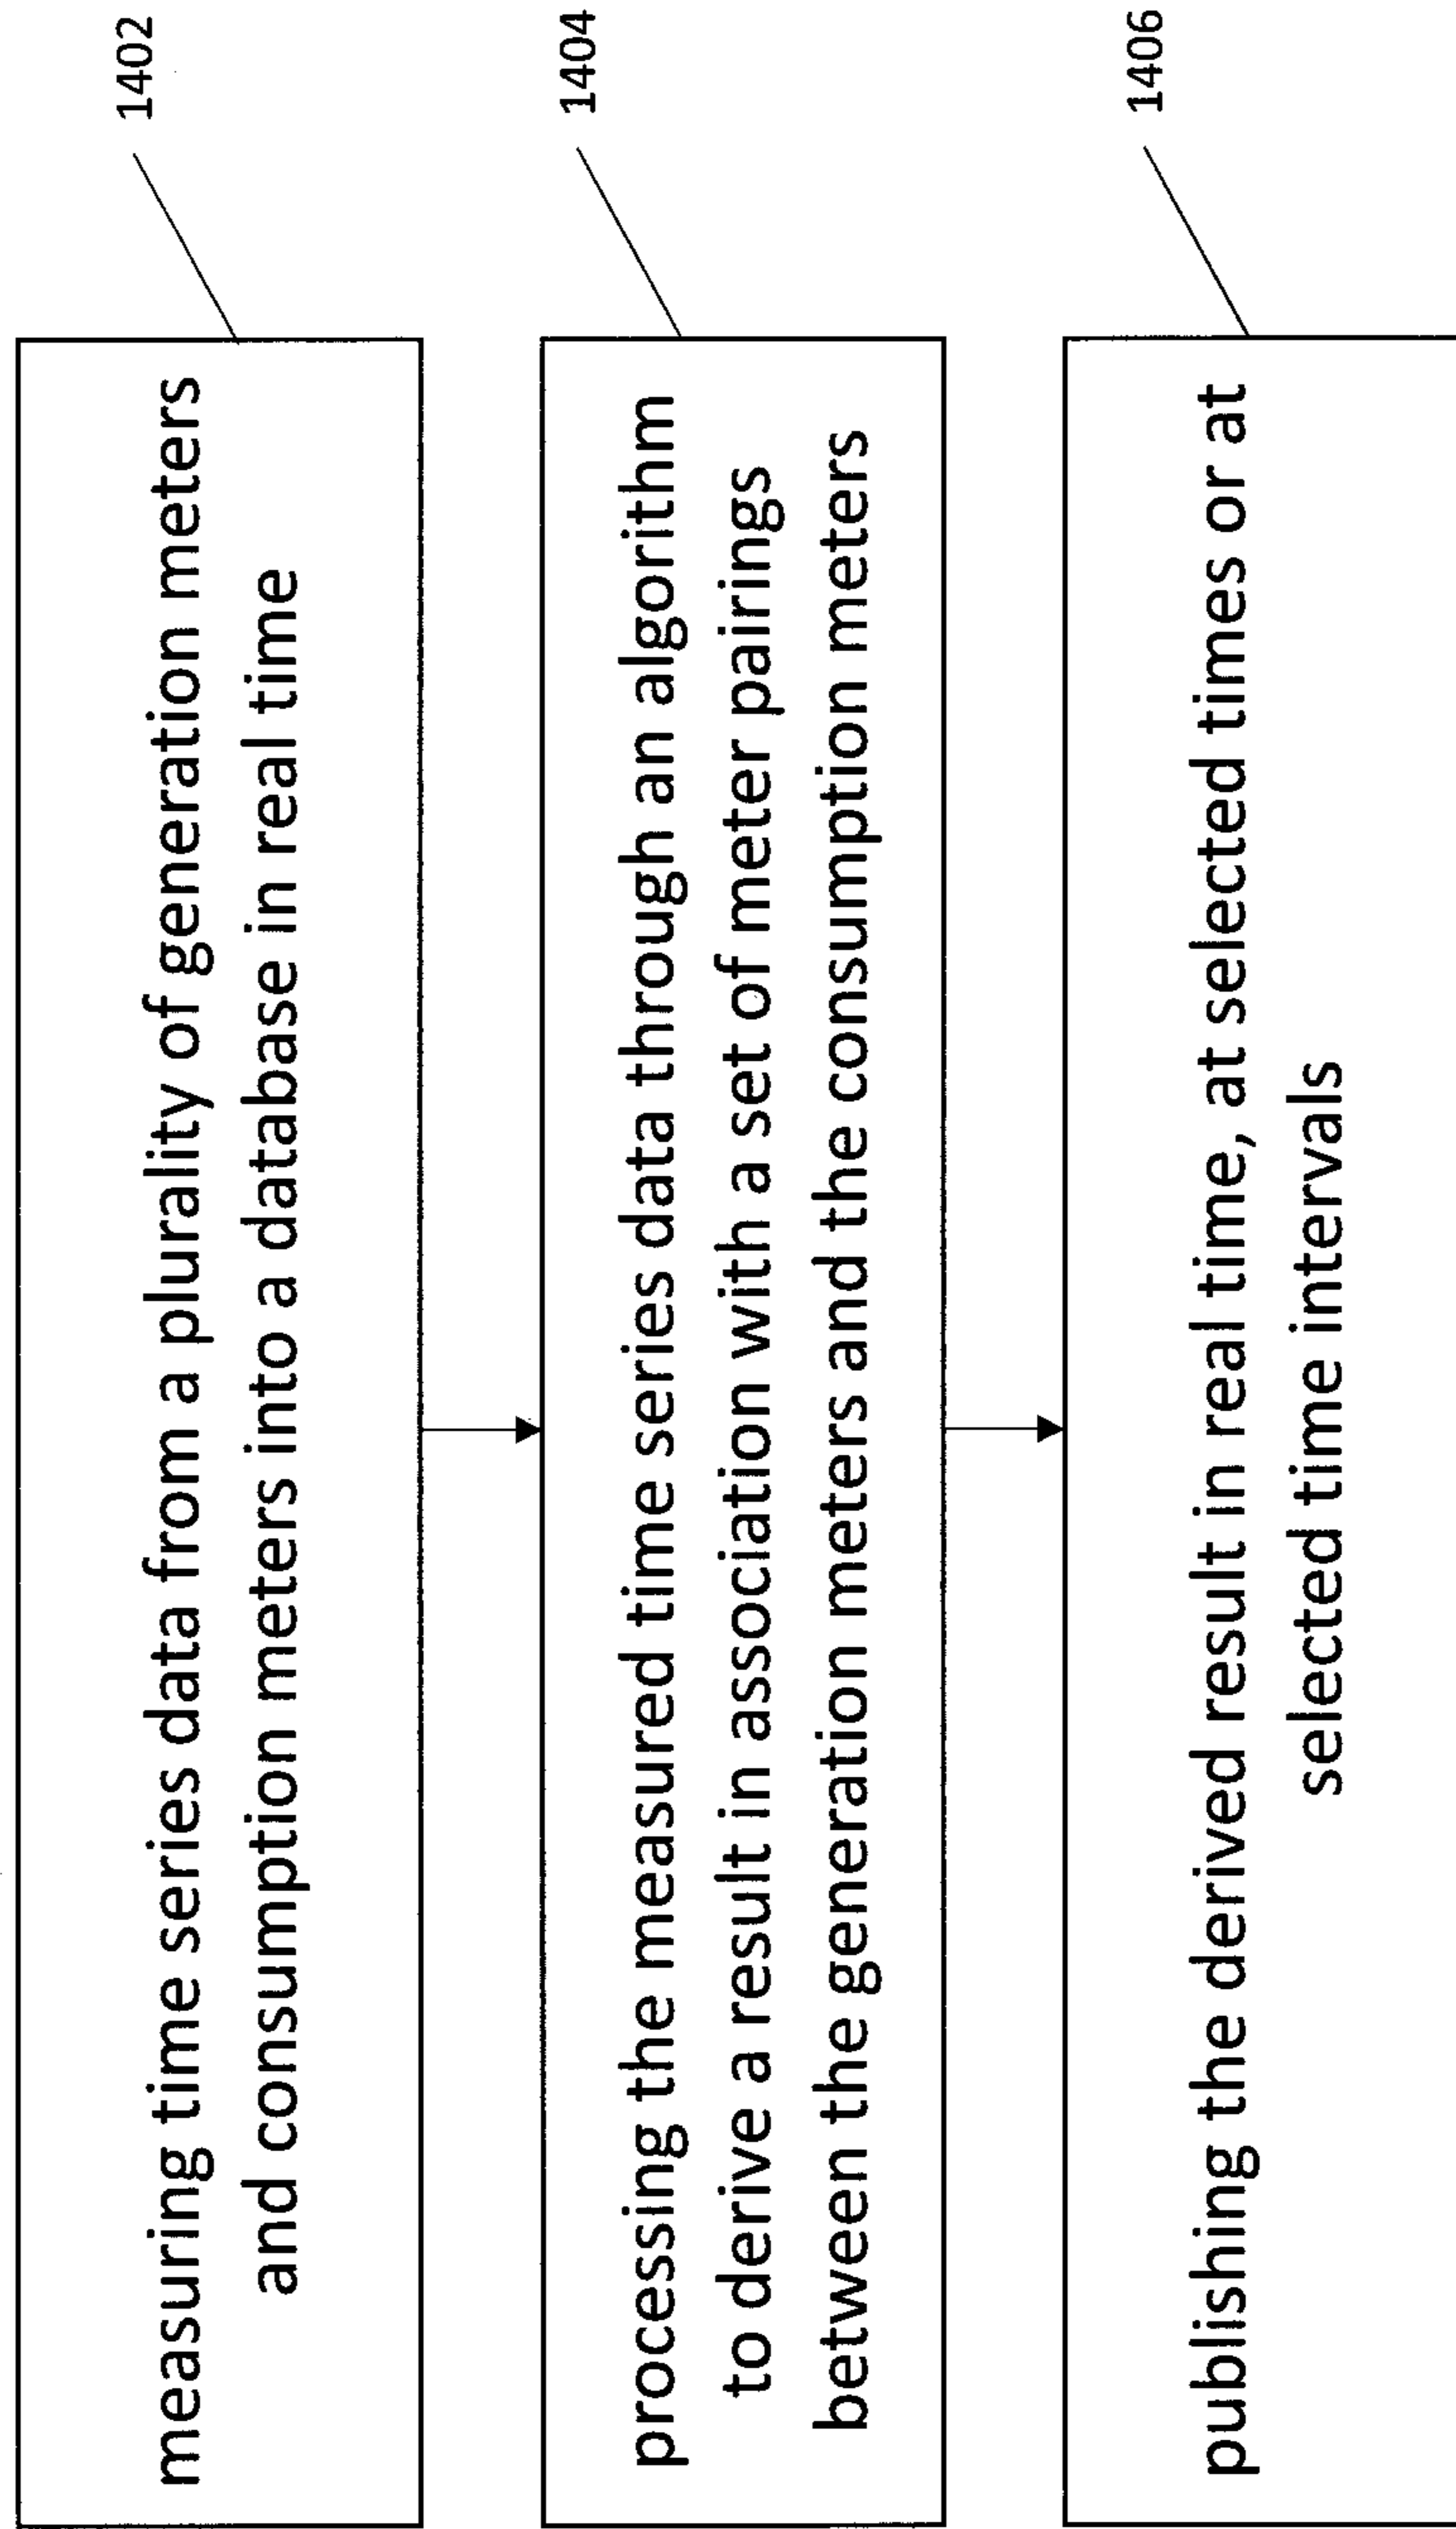 measuring time series data from a plurality of generation meters
and consumption meters into a database in real time
1402
processing the measured time series data through an algorithm
to derive a result in association with a set of meter pairings
between the generation meters and the consumption meters
1404
publishing the derived result in real time, at selected times or at
selected time intervals
1406